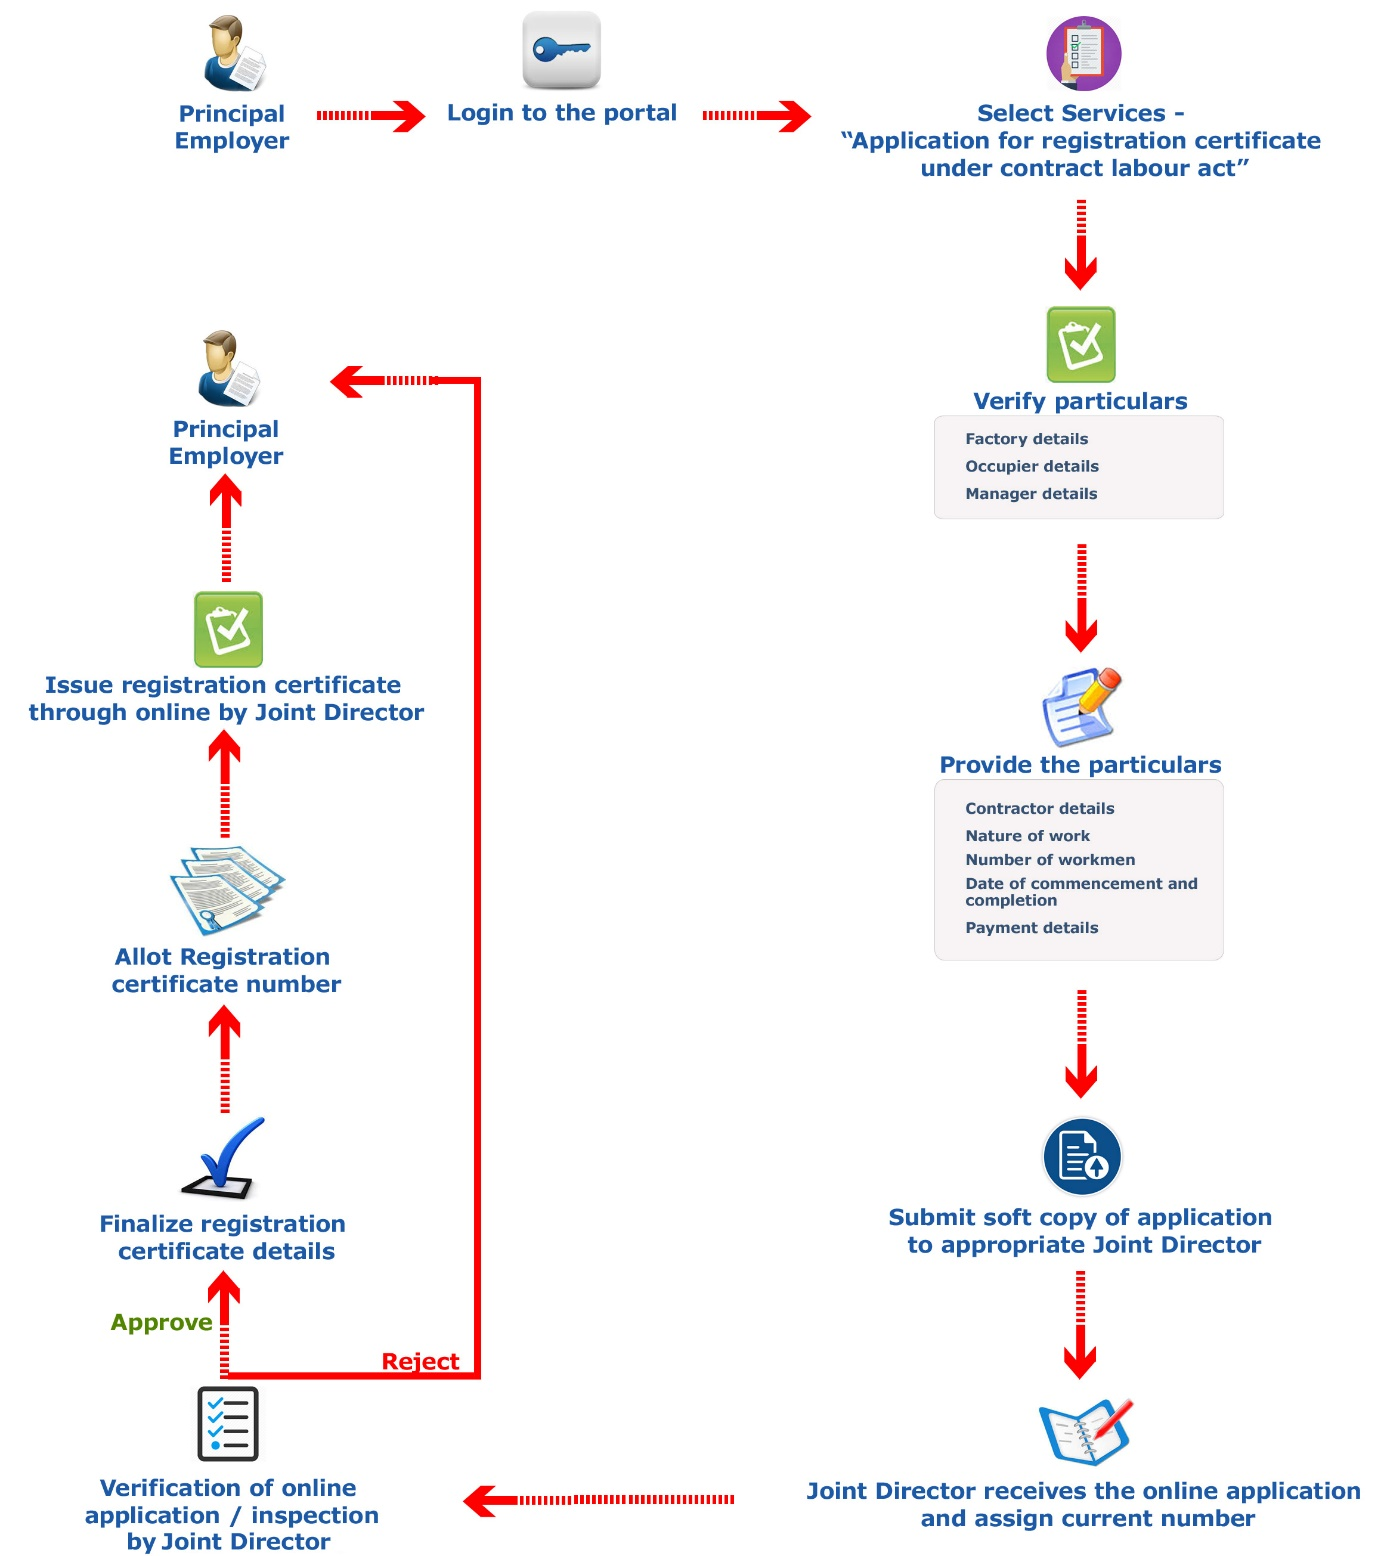 Principal
Employer
Login to the portal
Select Services -
“Application for registration certificate
under contract labour act”
Verify particulars
Factory details
Occupier details
Manager details
Provide the particulars
Contractor details
Nature of work
Number of workmen
Date of commencement and
completion
Payment details
Submit soft copy of application
to appropriate Joint Director
Joint Director receives the online application
and assign current number
Verification of online
application / inspection
by Joint Director
Approve
Reject
Finalize registration
certificate details
Allot Registration
certificate number
Issue registration certificate
through online by Joint Director
Principal
Employer